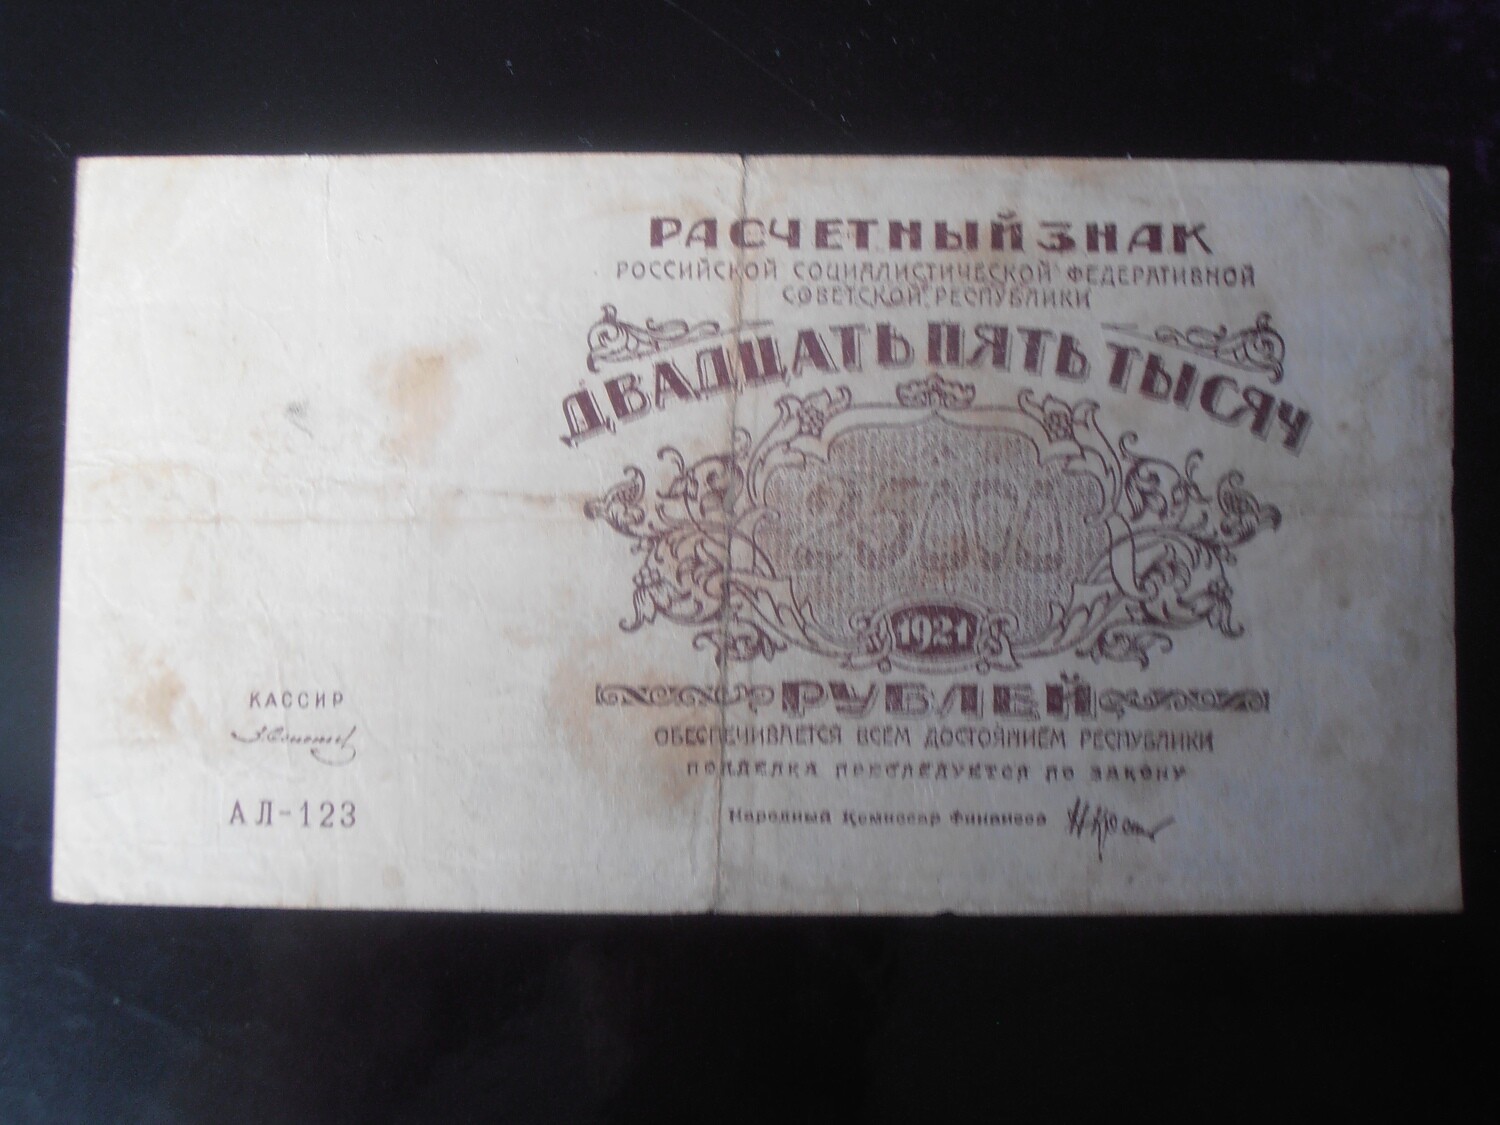 РАСЧЕТНЫЙ ЗНАК
РОССИЙСКОЙ СОЦИАЛИСТИЧЕСКОЙ ФЕДЕРАТИВНОЙ
СОВЕТСКОЙ РЕСПУБЛИКИ
ДВАДЦАТЬ ПЯТЬ ТЫСЯЧ
25000
1921
РУБЛЕЙ
ОБЕСПЕЧИВАЕТСЯ ВСЕМ ДОСТОЯНИЕМ РЕСПУБЛИКИ
ПОДДЕЛКА ПРЕСЛЕДУЕТСЯ ПО ЗАКОНУ
Народный Комиссар Финансов
КАССИР
АЛ-123